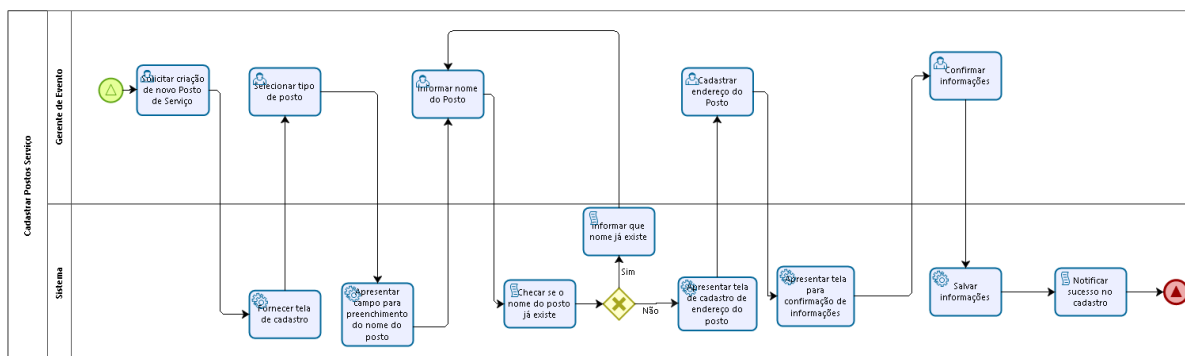 Cadastrar Postos Serviço
Gerente de Evento
Solicitar criação
de novo Posto
de Serviço
Selecionar tipo
de posto
Informar nome
do Posto
Cadastrar
endereço do
Posto
Confirmar
informações
Sistema
Fornecer tela
de cadastro
Apresentar
campo para
preenchimento
do nome do
posto
Checar se o
nome do posto
já existe
Informar que
nome já existe
Sim
Não
Apresentar tela
de cadastro de
endereço do
posto
Apresentar tela
para
confirmação de
informações
Salvar
informações
Notificar
sucesso no
cadastro